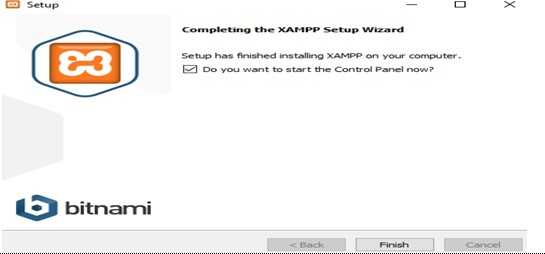 Setup
Completing the XAMPP Setup Wizard
Setup has finished installing XAMPP on your computer.
Do you want to start the Control Panel now?
bitnami
< Back
Finish
Cancel